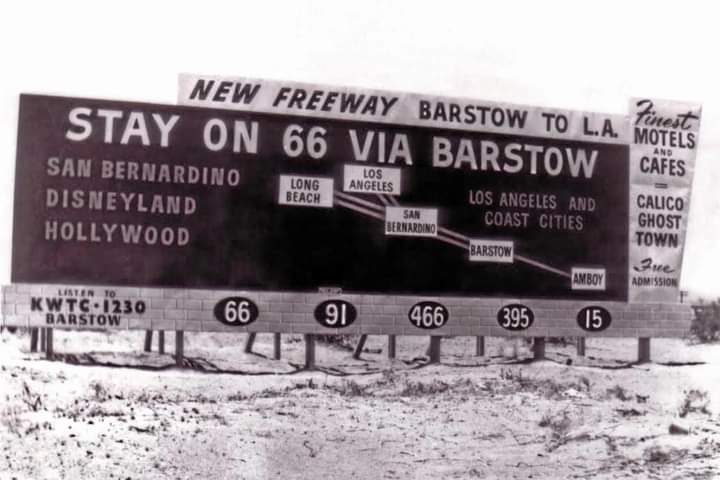 NEW FREEWAY BARSTOW TO L.A.
STAY ON 66 VIA BARSTOW
SAN BERNARDINO
DISNEYLAND
HOLLYWOOD
LONG
BEACH
LOS
ANGELES
SAN
BERNARDINO
BARSTOW
AMBOY
LOS ANGELES AND
COAST CITIES
Finest
MOTELS
AND
CAFES
CALICO
GHOST
TOWN
Free
ADMISSION
LISTEN TO
KWTC·1230
BARSTOW
66
91
466
395
15